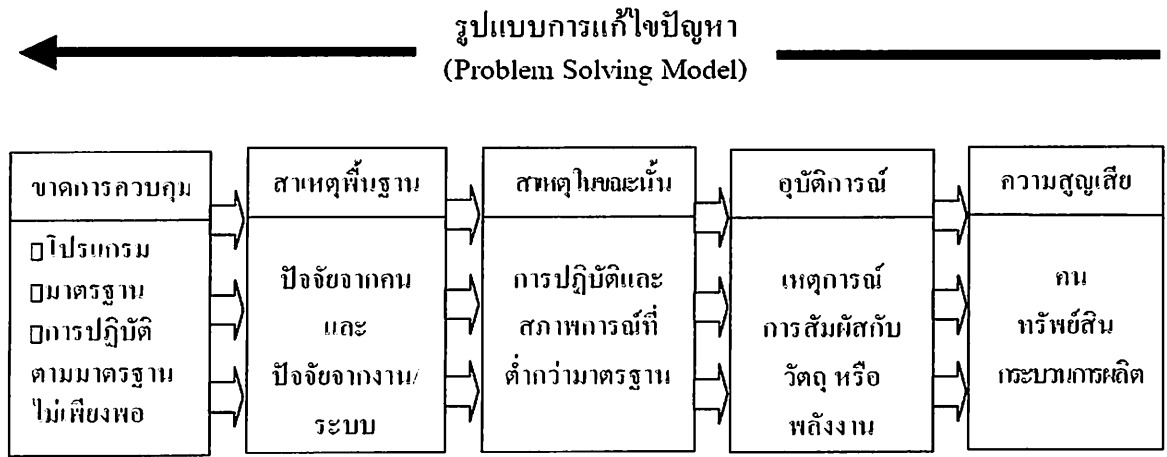 รูปแบบการแก้ไขปัญหา
(Problem Solving Model)
ขาดการควบคุม
▯โปรแกรม
▯มาตรฐาน
▯การปฏิบัติ
ตามมาตรฐาน
ไม่เพียงพอ
สาเหตุพื้นฐาน
ปัจจัยจากคน
และ
ปัจจัยจากงาน/
ระบบ
สาเหตุในขณะนั้น
การปฏิบัติและ
สภาพการณ์ที่
ต่ำกว่ามาตรฐาน
อุบัติการณ์
เหตุการณ์
การสัมผัสกับ
วัตถุ หรือ
พลังงาน
ความสูญเสีย
คน
ทรัพย์สิน
กระบวนการผลิต